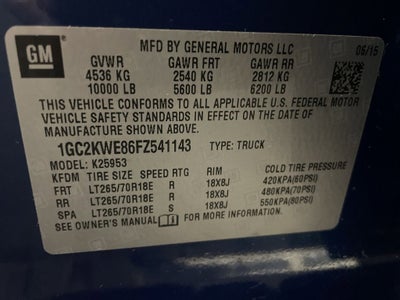 GM
MFD BY GENERAL MOTORS LLC 06/15
GVWR GAWR FRT GAWR RR
4536 KG 2540 KG 2812 KG
10000 LB 5600 LB 6200 LB
THIS VEHICLE CONFORMS TO ALL APPLICABLE U.S. FEDERAL MOTOR
VEHICLE SAFETY STANDARDS IN EFFECT ON THE DATE OF
MANUFACTURE SHOWN ABOVE.
1GC2KWE86FZ541143 TYPE: TRUCK
MODEL: K25953
KFDM TIRE SIZE SPEED RTG RIM COLD TIRE PRESSURE
FRT LT265/70R18E R 18X8J 420KPA(60PSI)
RR LT265/70R18E R 18X8J 480KPA(70PSI)
SPA LT265/70R18E S 18X8J 550KPA(80PSI)
SEE OWNER'S MANUAL FOR